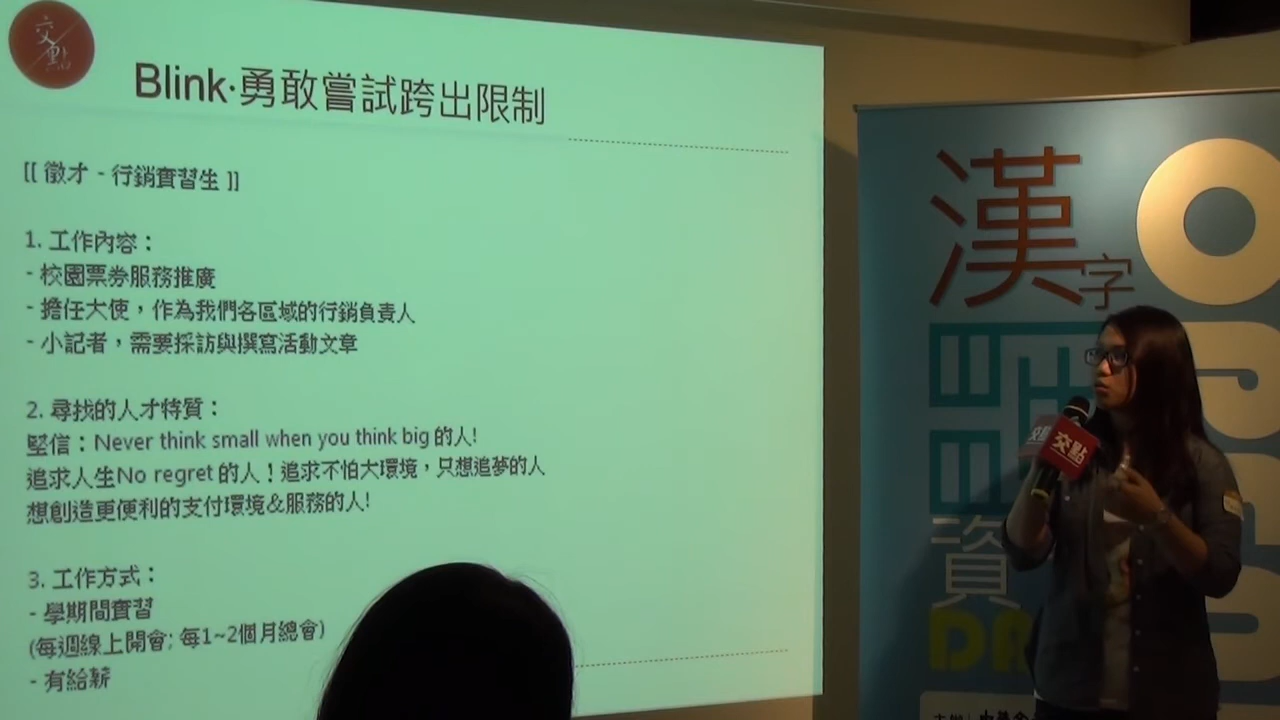 交點
Blink·勇敢嘗試跨出限制
[[ 徵才 - 行銷實習生 ]]
1. 工作內容：
- 校園票券服務推廣
- 擔任大使，作為我們各區域的行銷負責人
- 小記者，需要採訪與撰寫活動文章
2. 尋找的人才特質：
堅信：Never think small when you think big 的人!
追求人生No regret 的人！追求不怕大環境，只想追夢的人
想創造更便利的支付環境&服務的人!
3. 工作方式：
- 學期間實習
(每週線上開會; 每1~2個月總會)
- 有給薪
漢字
資
交點